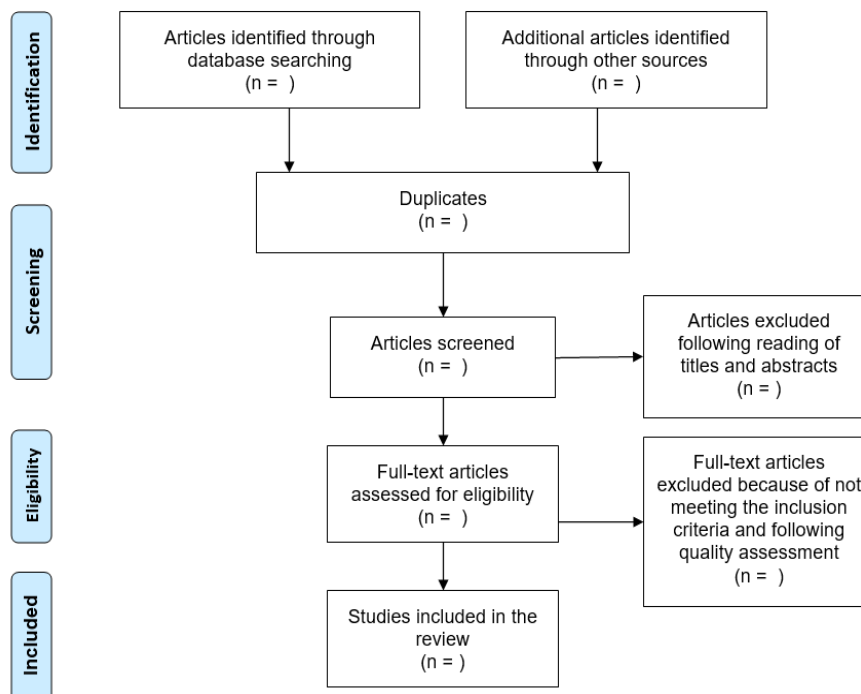 Identification
Articles identified through
database searching
(n =  )
Additional articles identified
through other sources
(n =  )
Duplicates
(n =  )
Screening
Articles screened
(n =  )
Articles excluded
following reading of
titles and abstracts
(n = )
Eligibility
Full-text articles
assessed for eligibility
(n =  )
Full-text articles
excluded because of not
meeting the inclusion
criteria and following
quality assessment
(n =  )
Included
Studies included in the
review
(n = )